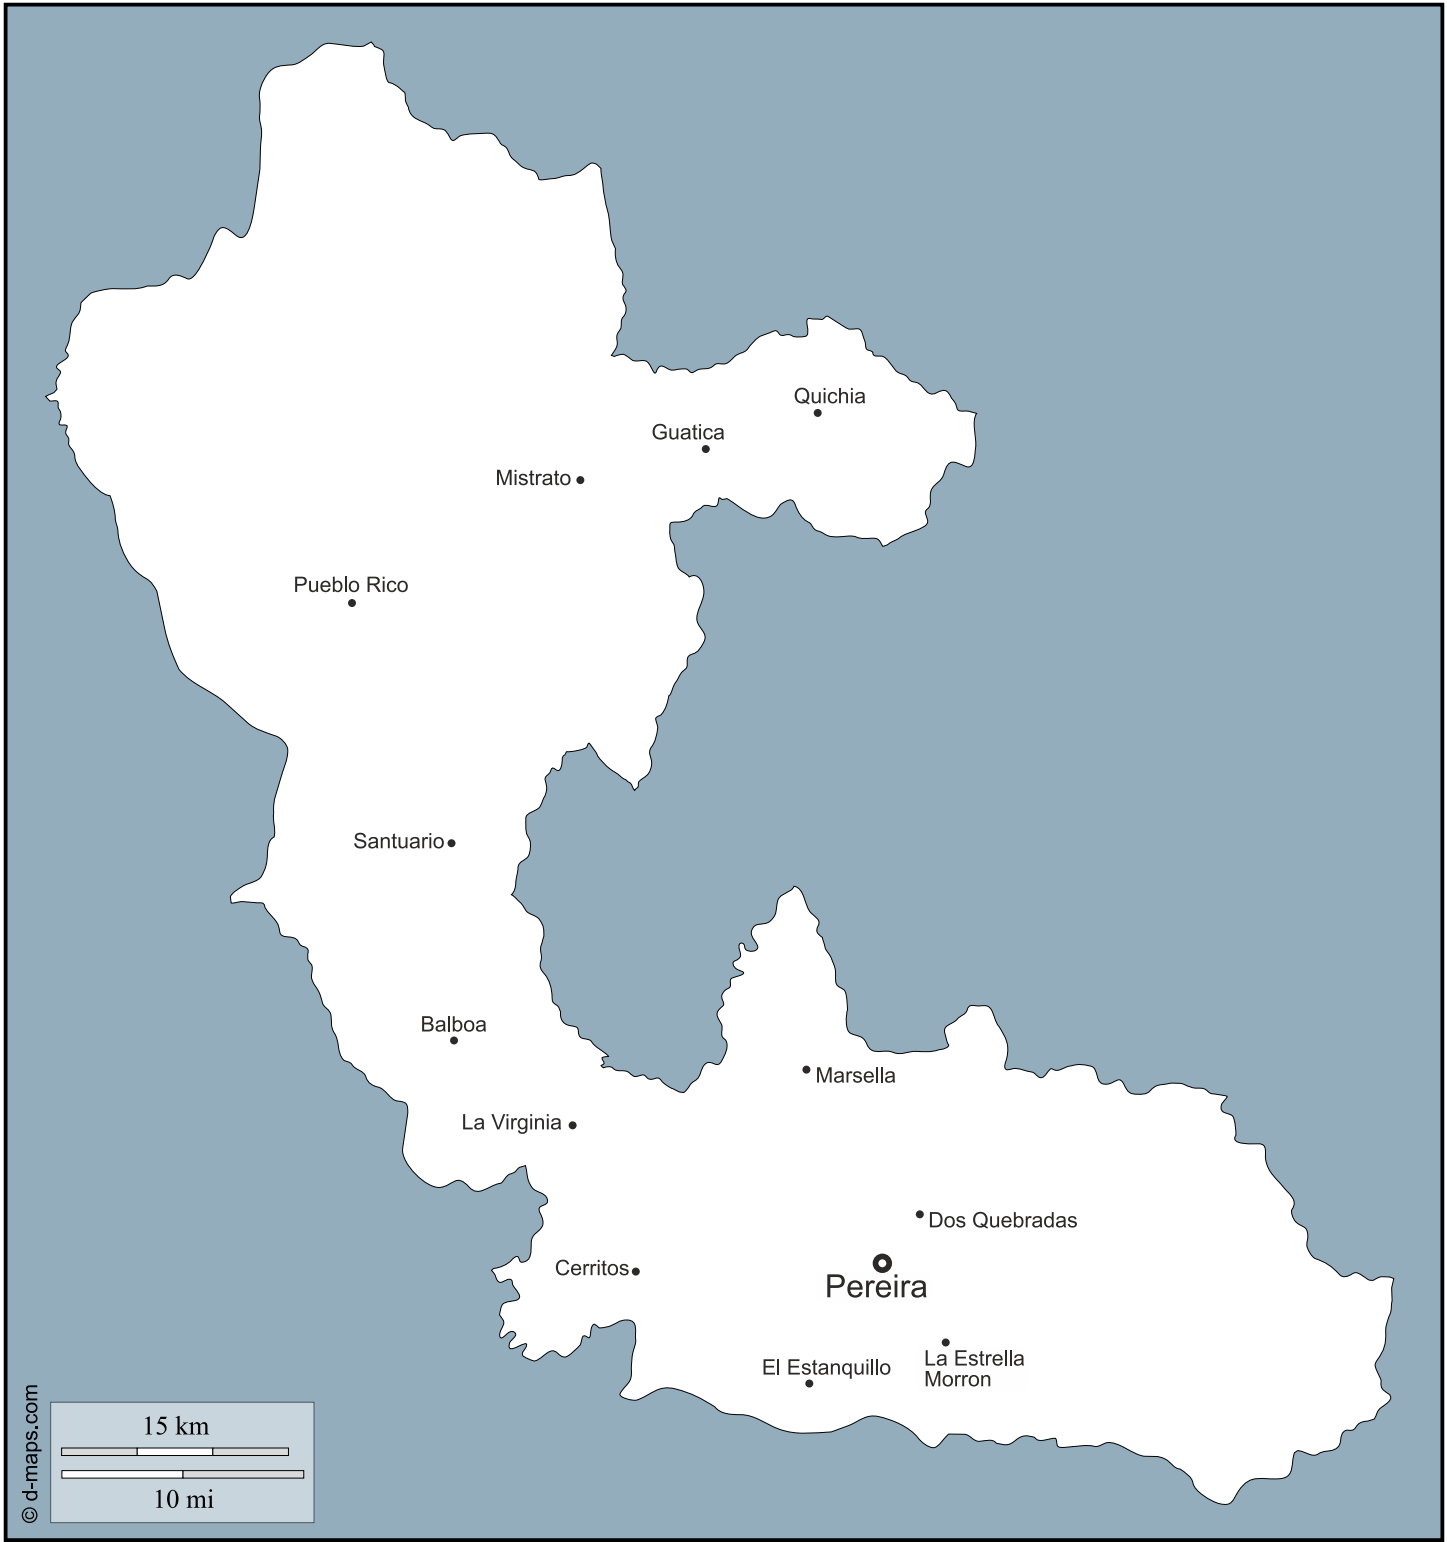 Quichia
Guatica
Mistrato
Pueblo Rico
Santuario
Balboa
Marsella
La Virginia
Dos Quebradas
Cerritos
Pereira
La Estrella
Morron
El Estanquillo
15 km
10 mi
© d-maps.com